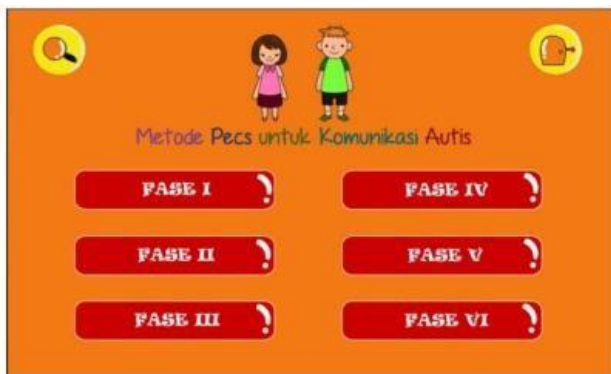 Metode Pecs untuk Komunikasi Autis
FASE I
FASE IV
FASE II
FASE V
FASE III
FASE VI